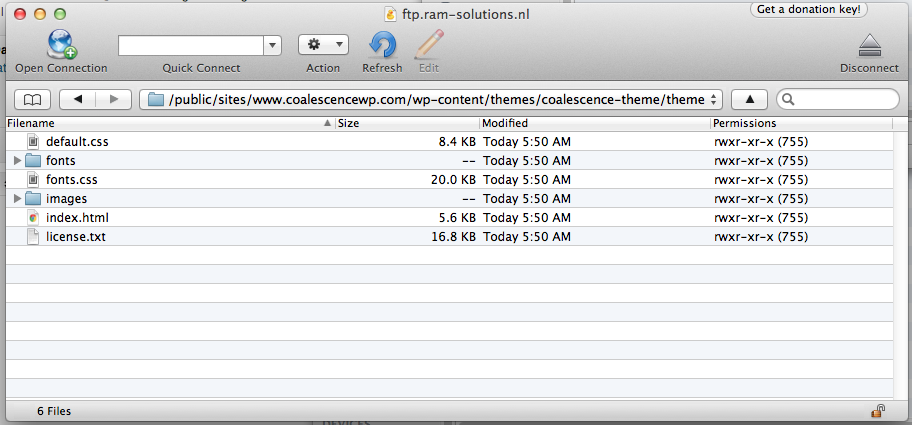 ftp.ram-solutions.nl
Get a donation key!
Open Connection
Quick Connect
Action
Refresh
Edit
Disconnect
/public/sites/www.coalescencewp.com/wp-content/themes/coalescence-theme/theme
Filename Size Modified Permissions
default.css 8.4 KB Today 5:50 AM rwxr-xr-x (755)
fonts -- Today 5:50 AM rwxr-xr-x (755)
fonts.css 20.0 KB Today 5:50 AM rwxr-xr-x (755)
images -- Today 5:50 AM rwxr-xr-x (755)
index.html 5.6 KB Today 5:50 AM rwxr-xr-x (755)
license.txt 16.8 KB Today 5:50 AM rwxr-xr-x (755)
6 Files